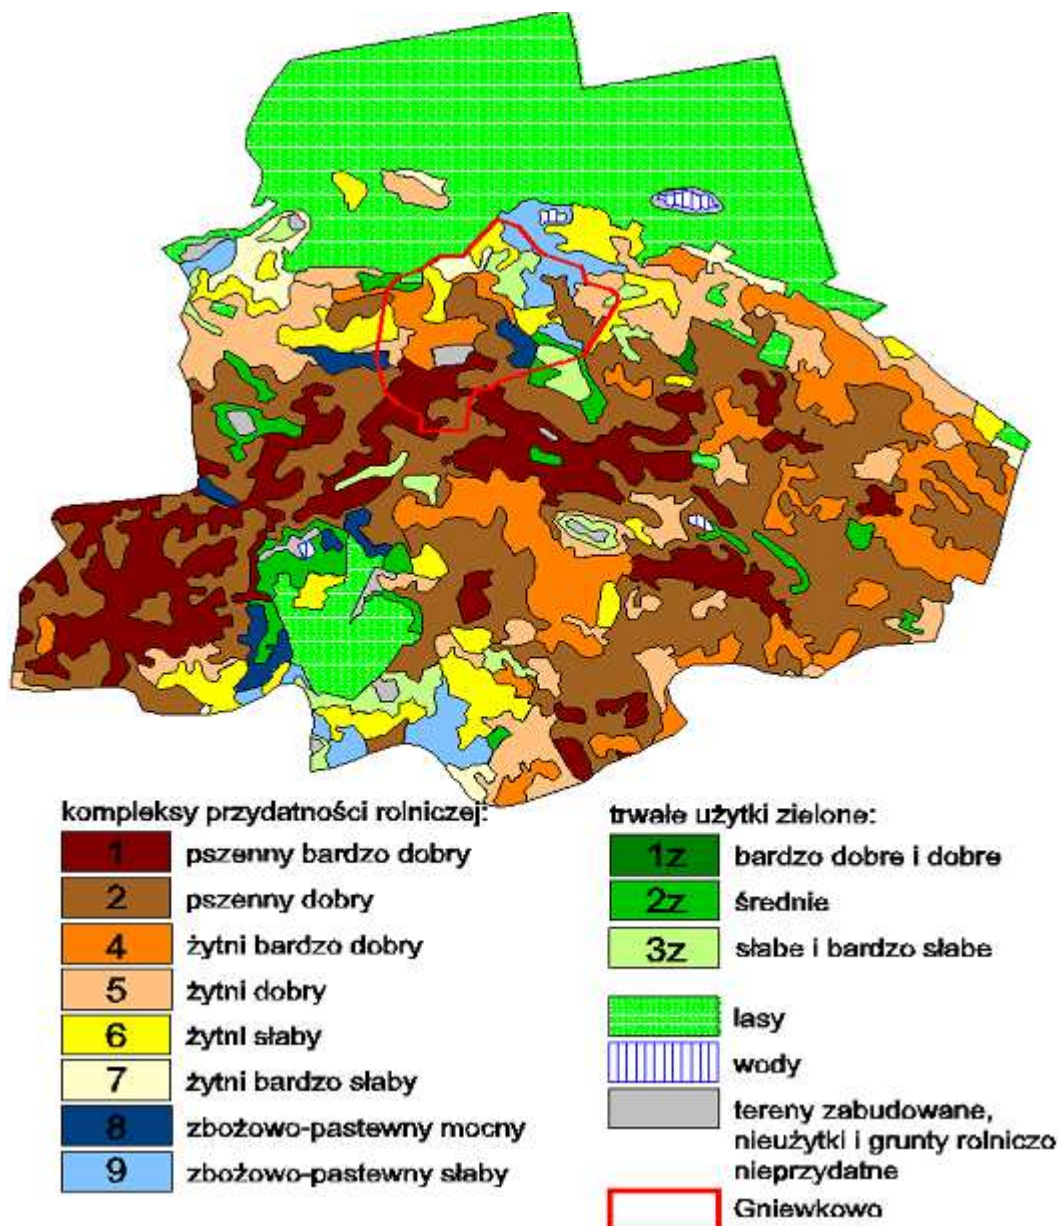 kompleksy przydatności rolniczej:
1 pszenny bardzo dobry
2 pszenny dobry
4 żytni bardzo dobry
5 żytni dobry
6 żytni słaby
7 żytni bardzo słaby
8 zbożowo-pastewny mocny
9 zbożowo-pastewny słaby
trwałe użytki zielone:
1z bardzo dobre i dobre
2z średnie
3z słabe i bardzo słabe
lasy
wody
tereny zabudowane,
nieużytki i grunty rolniczo
nieprzydatne
Gniewkowo